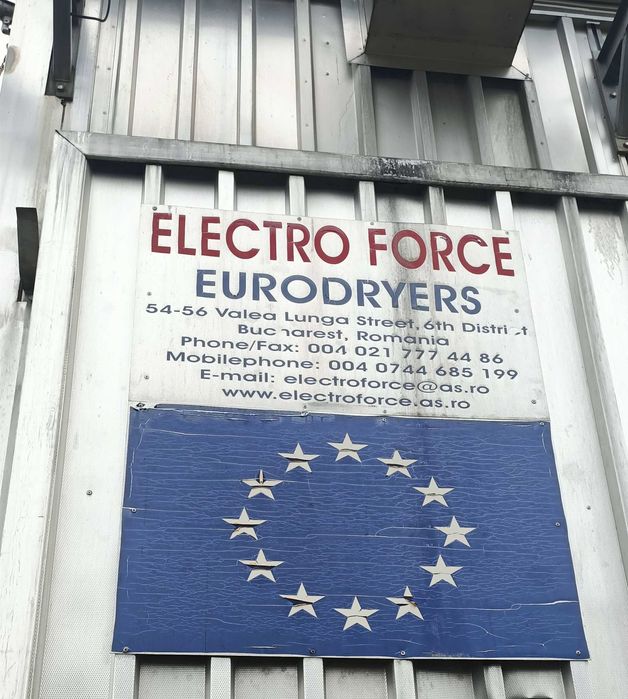 ELECTRO FORCE
EURODRYERS
54-56 Valea Lunga Street, 6th District
Bucharest, Romania
Phone/Fax: 004 021 777 44 86
Mobilephone: 004 0744 685 199
E-mail: electroforce@as.ro
www.electroforce.as.ro